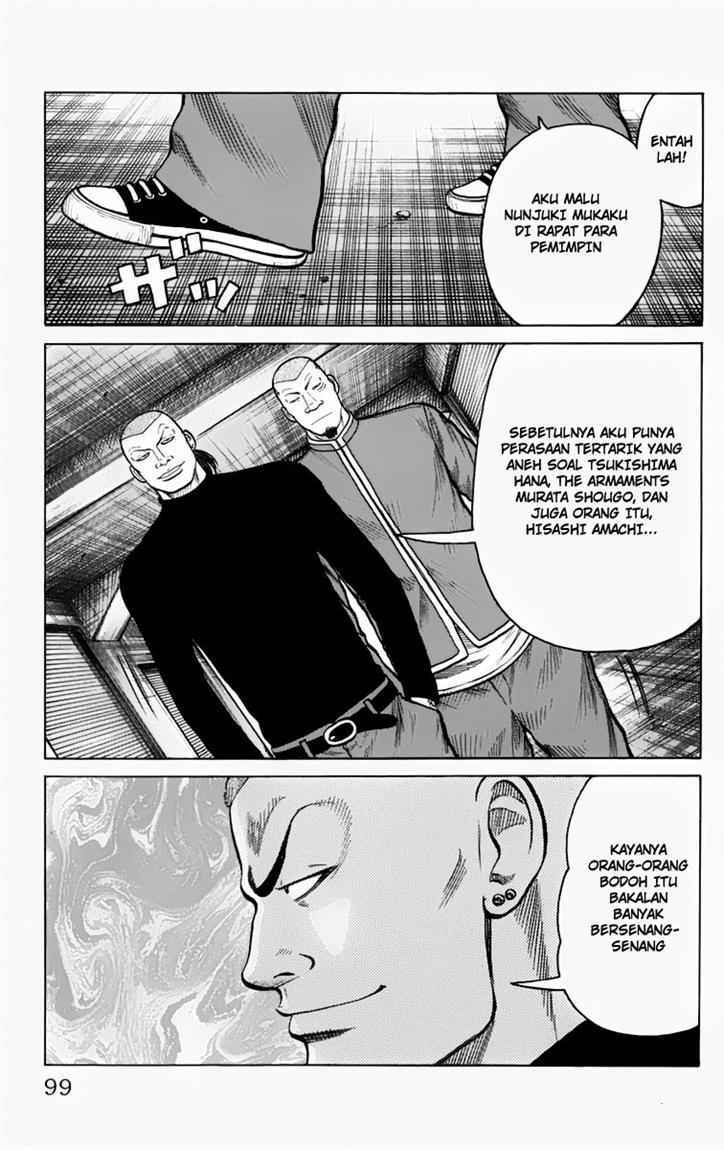 ENTAH
LAH!
AKU MALU
NUNJUKI MUKAKU
DI RAPAT PARA
PEMIMPIN
ザザッ
SEBETULNYA AKU PUNYA
PERASAAN TERTARIK YANG
ANEH SOAL TSUKISHIMA
HANA, THE ARMAMENTS
MURATA SHOUGO, DAN
JUGA ORANG ITU,
HISASHI AMACHI...
KAYANYA
ORANG-ORANG
BODOH ITU
BAKALAN
BANYAK
BERSENANG-
SENANG
99